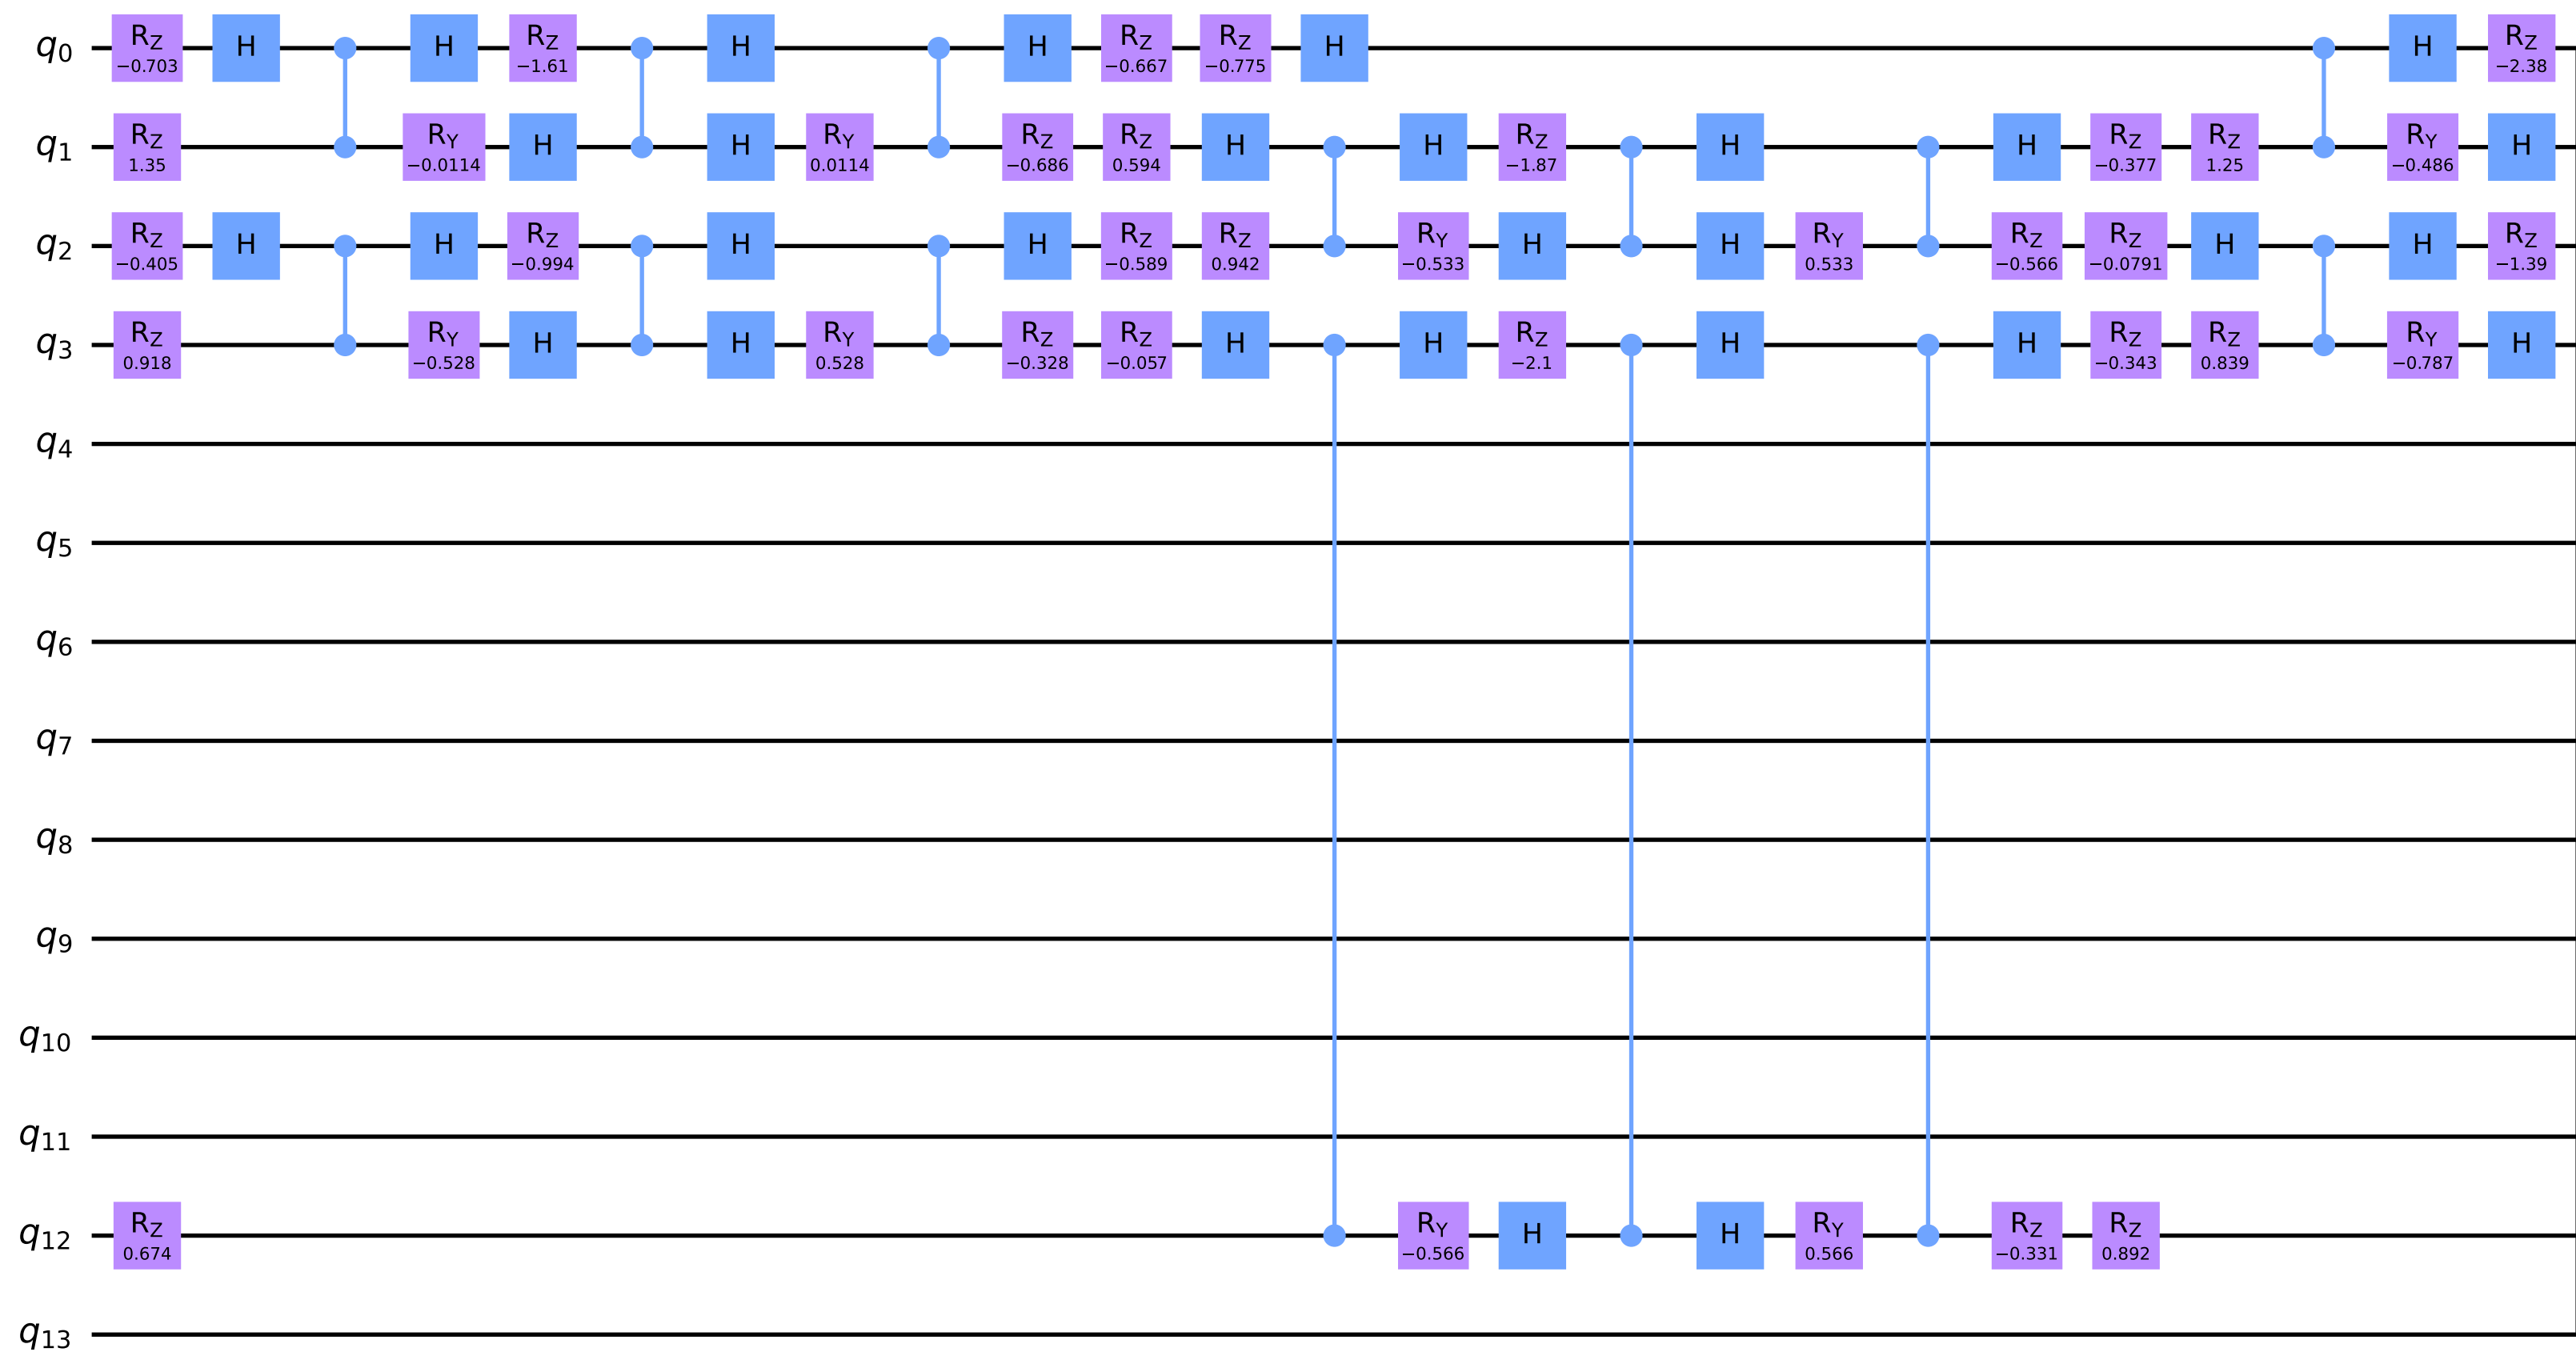 q0 RZ H H RZ H H RZ RZ H H RZ
−0.703 −1.61 −0.667 −0.775 −2.38
q1 RZ RY H H RY RZ RZ H H RZ H H RZ RZ RY H
1.35 −0.0114 0.0114 −0.686 0.594 −1.87 −0.377 1.25 −0.486
q2 RZ H H RZ H H RZ RZ RY H H RY RZ RZ H H RZ
−0.405 −0.994 −0.589 0.942 −0.533 0.533 −0.566 −0.0791 −1.39
q3 RZ RY H H RY RZ RZ H H RZ H H RZ RZ RY H
0.918 −0.528 0.528 −0.328 −0.057 −2.1 −0.343 0.839 −0.787
q4
q5
q6
q7
q8
q9
q10
q11
q12 RZ RY H H RY RZ RZ
0.674 −0.566 0.566 −0.331 0.892
q13